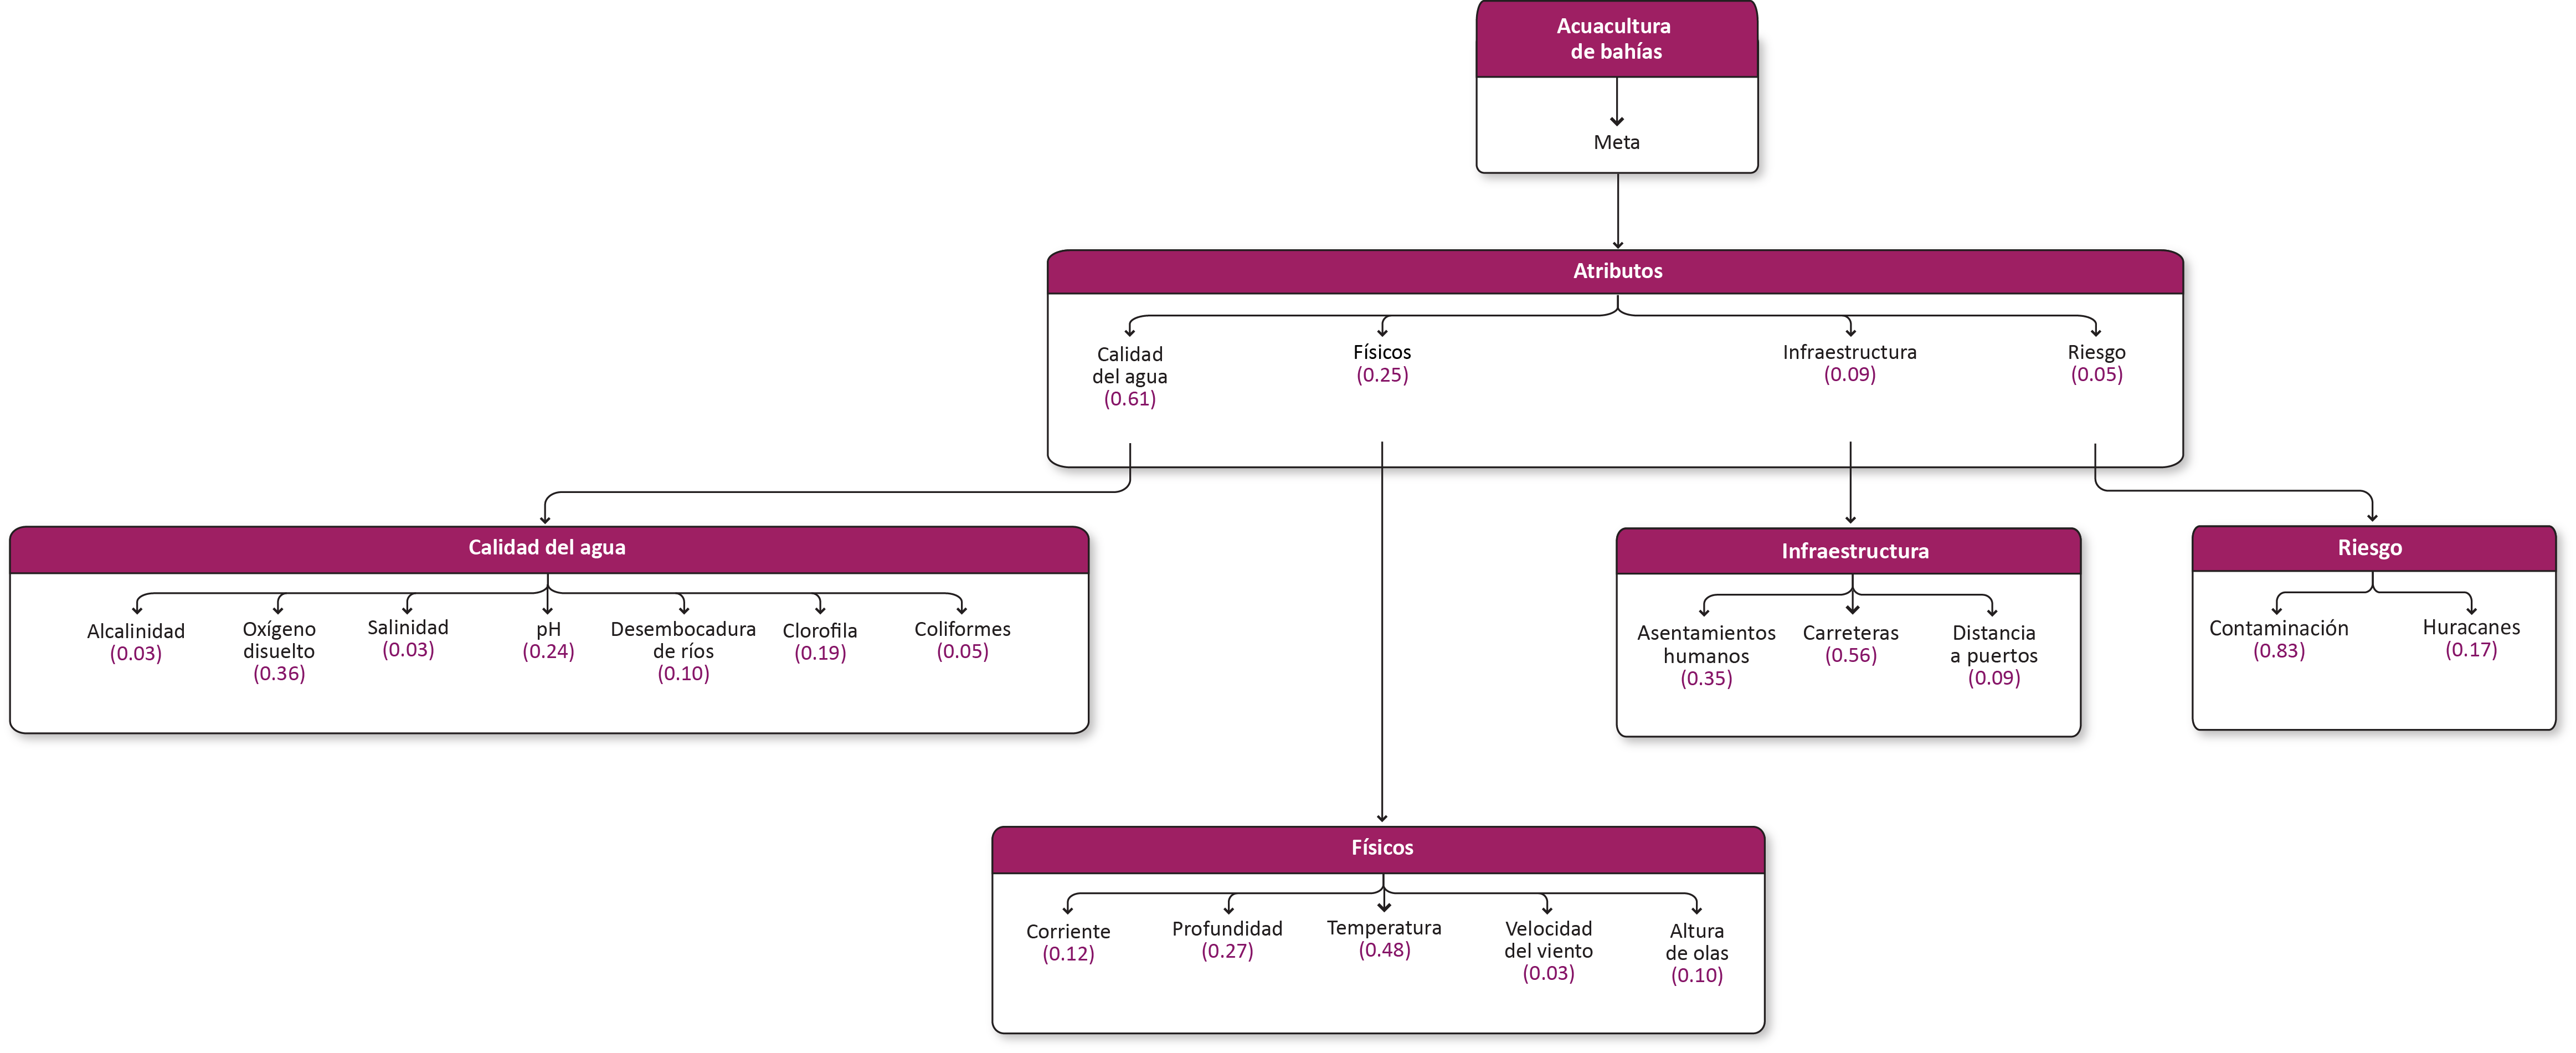 Acuacultura
de bahías
Meta
Atributos
Calidad
del agua
(0.61)
Físicos
(0.25)
Infraestructura
(0.09)
Riesgo
(0.05)
Calidad del agua
Alcalinidad
(0.03)
Oxígeno
disuelto
(0.36)
Salinidad
(0.03)
pH
(0.24)
Desembocadura
de ríos
(0.10)
Clorofila
(0.19)
Coliformes
(0.05)
Infraestructura
Asentamientos
humanos
(0.35)
Carreteras
(0.56)
Distancia
a puertos
(0.09)
Riesgo
Contaminación
(0.83)
Huracanes
(0.17)
Físicos
Corriente
(0.12)
Profundidad
(0.27)
Temperatura
(0.48)
Velocidad
del viento
(0.03)
Altura
de olas
(0.10)